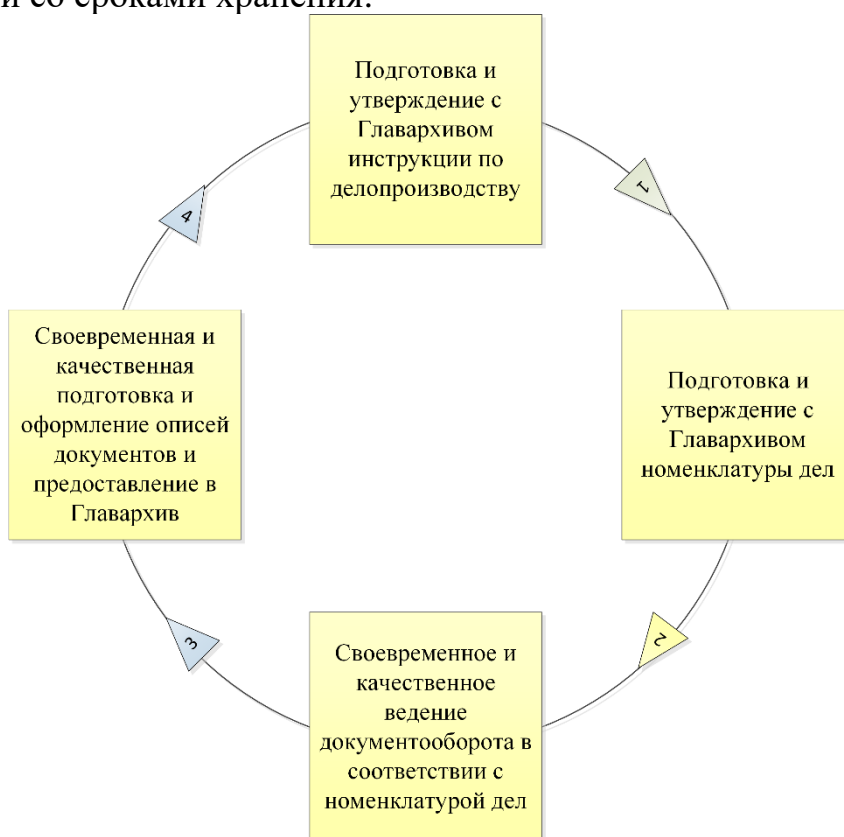 и со сроками хранения.
Подготовка и
утверждение с
Главархивом
инструкции по
делопроизводству
1
Подготовка и
утверждение с
Главархивом
номенклатуры дел
2
Своевременное и
качественное
ведение
документооборота в
соответствии с
номенклатурой дел
3
Своевременная и
качественная
подготовка и
оформление описей
документов и
предоставление в
Главархив
4